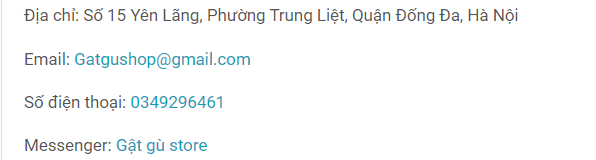 Địa chỉ: Số 15 Yên Lãng, Phường Trung Liệt, Quận Đống Đa, Hà Nội
Email: Gatgushop@gmail.com
Số điện thoại: 0349296461
Messenger: Gật gù store